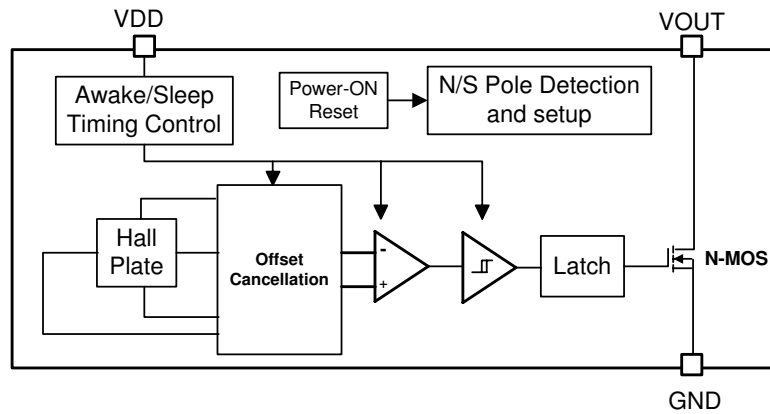 VDD
VOUT
Awake/Sleep
Timing Control
Power-ON
Reset
N/S Pole Detection
and setup
Hall
Plate
Offset
Cancellation
-
+
Latch
N-MOS
GND